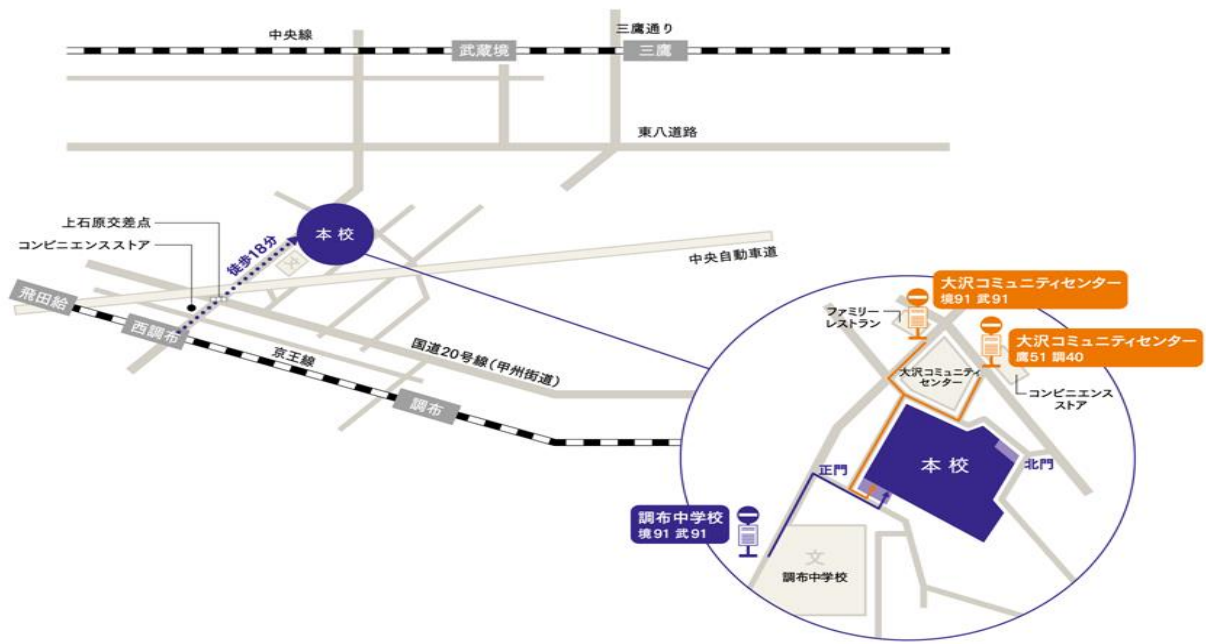 中央線
三鷹通り
武蔵境
三鷹
東八道路
上石原交差点
コンビニエンスストア
徒歩18分
本校
文
中央自動車道
飛田給
西調布
京王線
国道20号線(甲州街道)
調布
大沢コミュニティセンター
境91 武91
ファミリー
レストラン
大沢コミュニティセンター
鷹51 調40
大沢コミュニティ
センター
コンビニエンス
ストア
本校
正門
北門
調布中学校
境91 武91
文
調布中学校